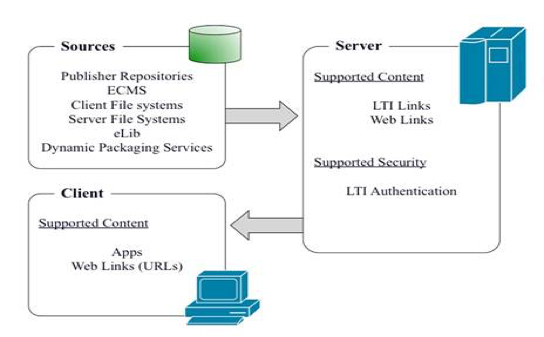 Sources
Publisher Repositories
ECMS
Client File systems
Server File Systems
eLib
Dynamic Packaging Services
Server
Supported Content
LTI Links
Web Links
Supported Security
LTI Authentication
Client
Supported Content
Apps
Web Links (URLs)